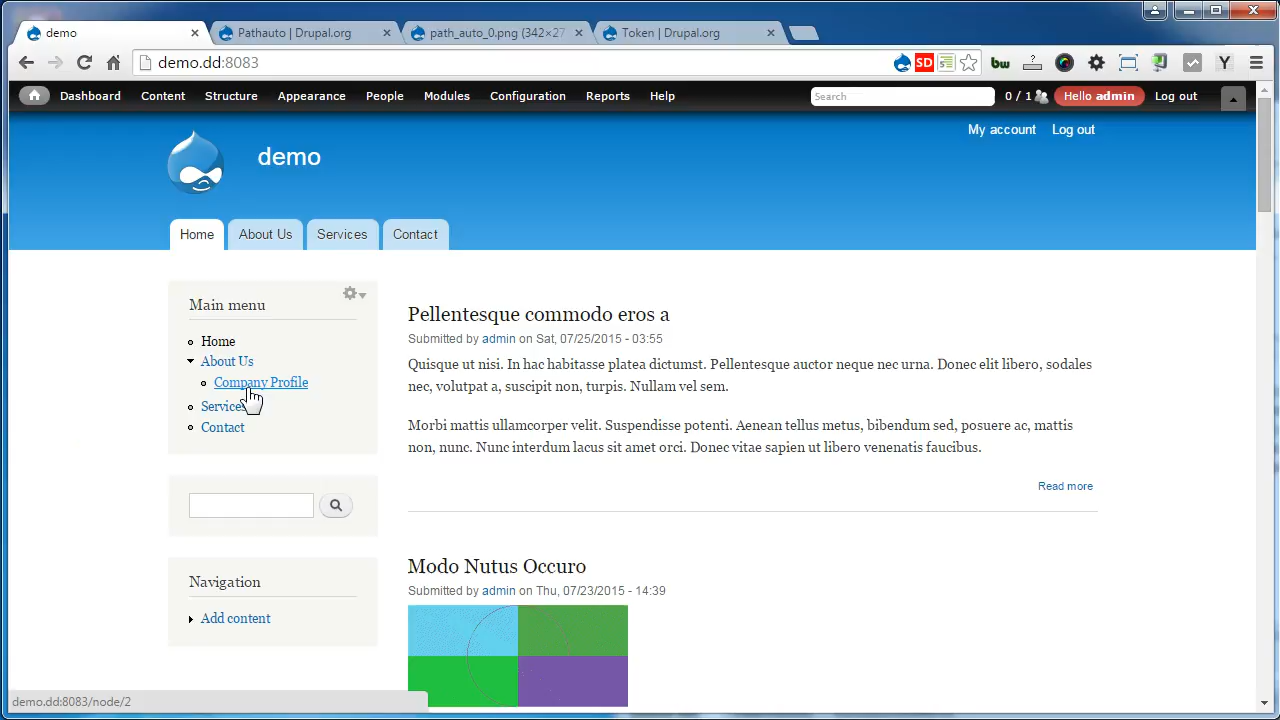 demo
Pathauto | Drupal.org
path_auto_0.png (342×27
Token | Drupal.org
demo.dd:8083
SD
bw
Y
Dashboard Content Structure Appearance People Modules Configuration Reports Help
Search
0 / 1
Hello admin
Log out
My account Log out
demo
Home About Us Services Contact
Main menu
Home
About Us
Company Profile
Services
Contact
Navigation
Add content
Pellentesque commodo eros a
Submitted by admin on Sat, 07/25/2015 - 03:55
Quisque ut nisi. In hac habitasse platea dictumst. Pellentesque auctor neque nec urna. Donec elit libero, sodales
nec, volutpat a, suscipit non, turpis. Nullam vel sem.
Morbi mattis ullamcorper velit. Suspendisse potenti. Aenean tellus metus, bibendum sed, posuere ac, mattis
non, nunc. Nunc interdum lacus sit amet orci. Donec vitae sapien ut libero venenatis faucibus.
Read more
Modo Nutus Occuro
Submitted by admin on Thu, 07/23/2015 - 14:39
demo.dd:8083/node/2